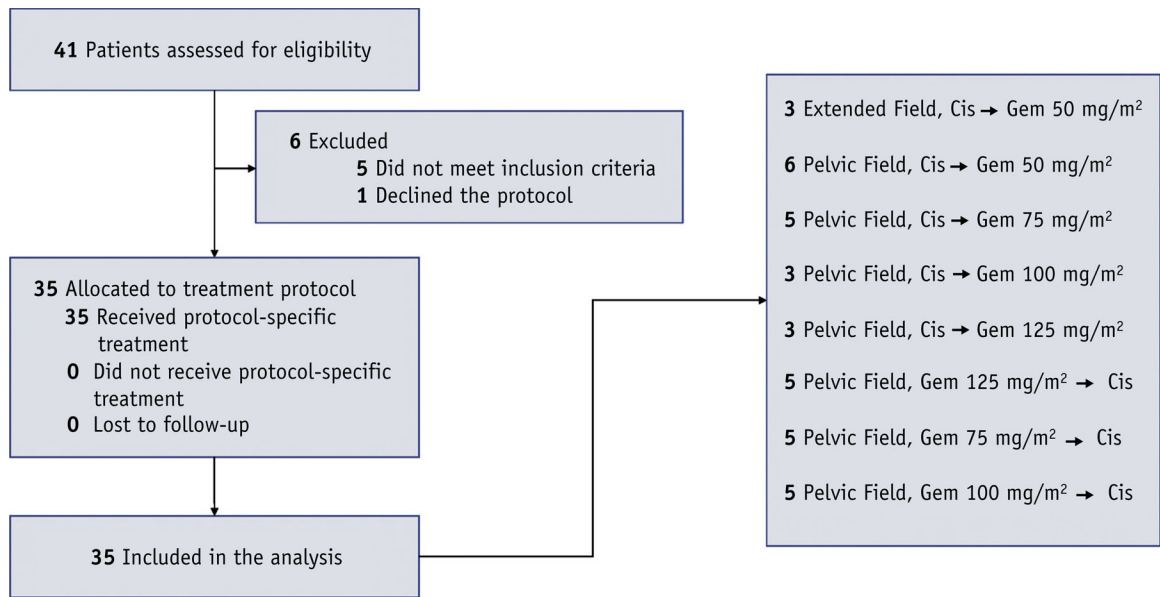 41 Patients assessed for eligibility
6 Excluded
5 Did not meet inclusion criteria
1 Declined the protocol
35 Allocated to treatment protocol
35 Received protocol-specific
treatment
0 Did not receive protocol-specific
treatment
0 Lost to follow-up
35 Included in the analysis
3 Extended Field, Cis → Gem 50 mg/m²
6 Pelvic Field, Cis → Gem 50 mg/m²
5 Pelvic Field, Cis → Gem 75 mg/m²
3 Pelvic Field, Cis → Gem 100 mg/m²
3 Pelvic Field, Cis → Gem 125 mg/m²
5 Pelvic Field, Gem 125 mg/m² → Cis
5 Pelvic Field, Gem 75 mg/m² → Cis
5 Pelvic Field, Gem 100 mg/m² → Cis